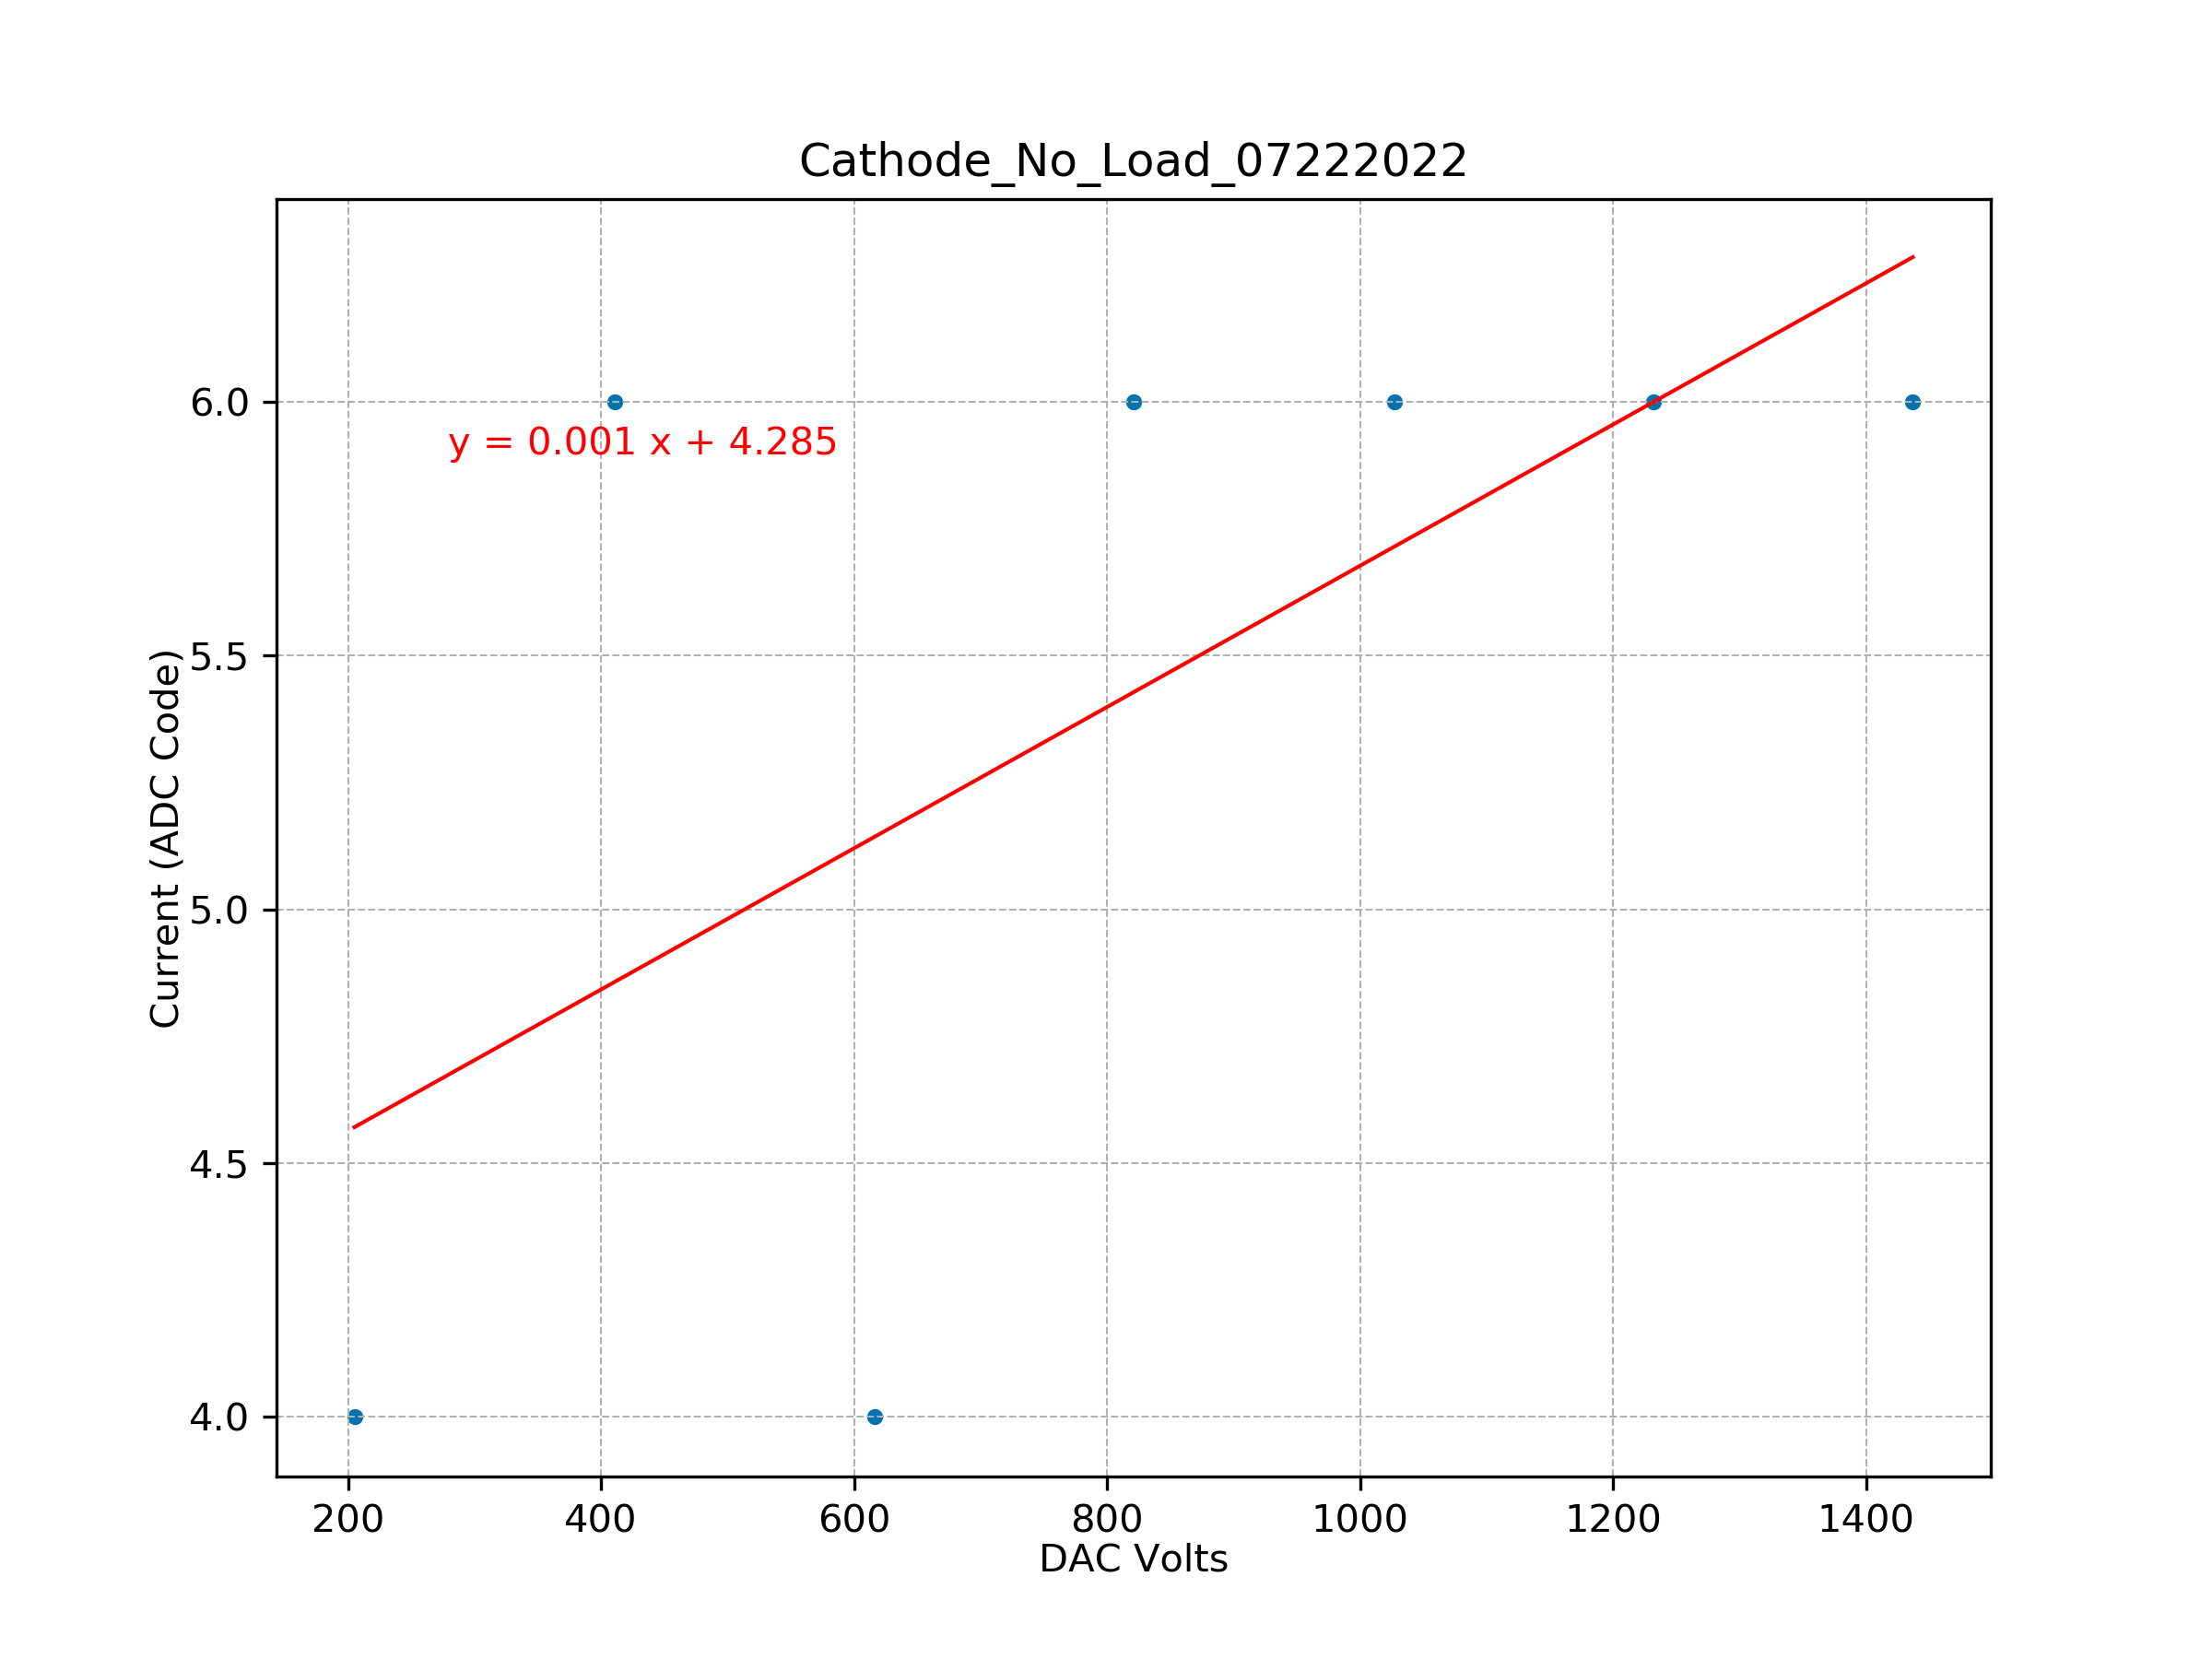 Cathode_No_Load_07222022
6.0
y = 0.001 x + 4.285
5.5
5.0
4.5
4.0
Current (ADC Code)
200 400 600 800 1000 1200 1400
DAC Volts